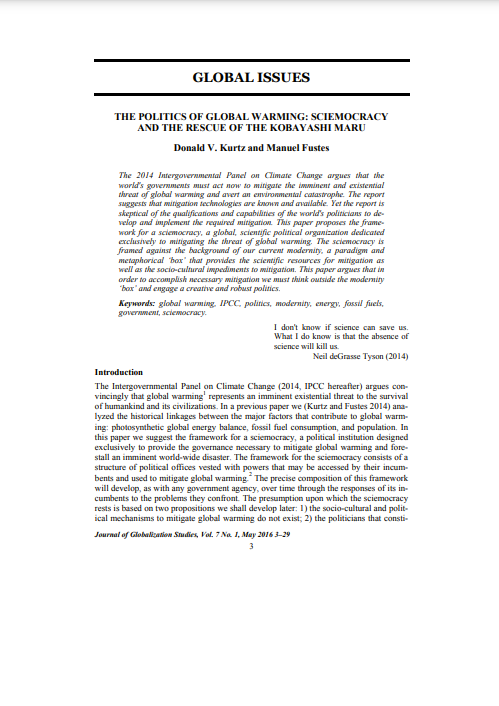 GLOBAL ISSUES
THE POLITICS OF GLOBAL WARMING: SCIEMOCRACY
AND THE RESCUE OF THE KOBAYASHI MARU
Donald V. Kurtz and Manuel Fustes
The 2014 Intergovernmental Panel on Climate Change argues that the
world's governments must act now to mitigate the imminent and existential
threat of global warming and avert an environmental catastrophe. The report
suggests that mitigation technologies are known and available. Yet the report is
skeptical of the qualifications and capabilities of the world's politicians to de-
velop and implement the required mitigation. This paper proposes the frame-
work for a sciemocracy, a global, scientific political organization dedicated
exclusively to mitigating the threat of global warming. The sciemocracy is
framed against the background of our current modernity, a paradigm and
metaphorical 'box' that provides the scientific resources for mitigation as
well as the socio-cultural impediments to mitigation. This paper argues that in
order to accomplish necessary mitigation we must think outside the modernity
'box' and engage a creative and robust politics.
Keywords: global warming, IPCC, politics, modernity, energy, fossil fuels,
government, sciemocracy.
I don't know if science can save us.
What I do know is that the absence of
science will kill us.
Neil deGrasse Tyson (2014)
Introduction
The Intergovernmental Panel on Climate Change (2014, IPCC hereafter) argues con-
vincingly that global warming1 represents an imminent existential threat to the survival
of humankind and its civilizations. In a previous paper we (Kurtz and Fustes 2014) ana-
lyzed the historical linkages between the major factors that contribute to global warm-
ing: photosynthetic global energy balance, fossil fuel consumption, and population. In
this paper we suggest the framework for a sciemocracy, a political institution designed
exclusively to provide the governance necessary to mitigate global warming and fore-
stall an imminent world-wide disaster. The framework for the sciemocracy consists of a
structure of political offices vested with powers that may be accessed by their incum-
bents and used to mitigate global warming.2 The precise composition of this framework
will develop, as with any government agency, over time through the responses of its in-
cumbents to the problems they confront. The presumption upon which the sciemocracy
rests is based on two propositions we shall develop later: 1) the socio-cultural and polit-
ical mechanisms to mitigate global warming do not exist; 2) the politicians that consti-
Journal of Globalization Studies, Vol. 7 No. 1, May 2016 3–29
3